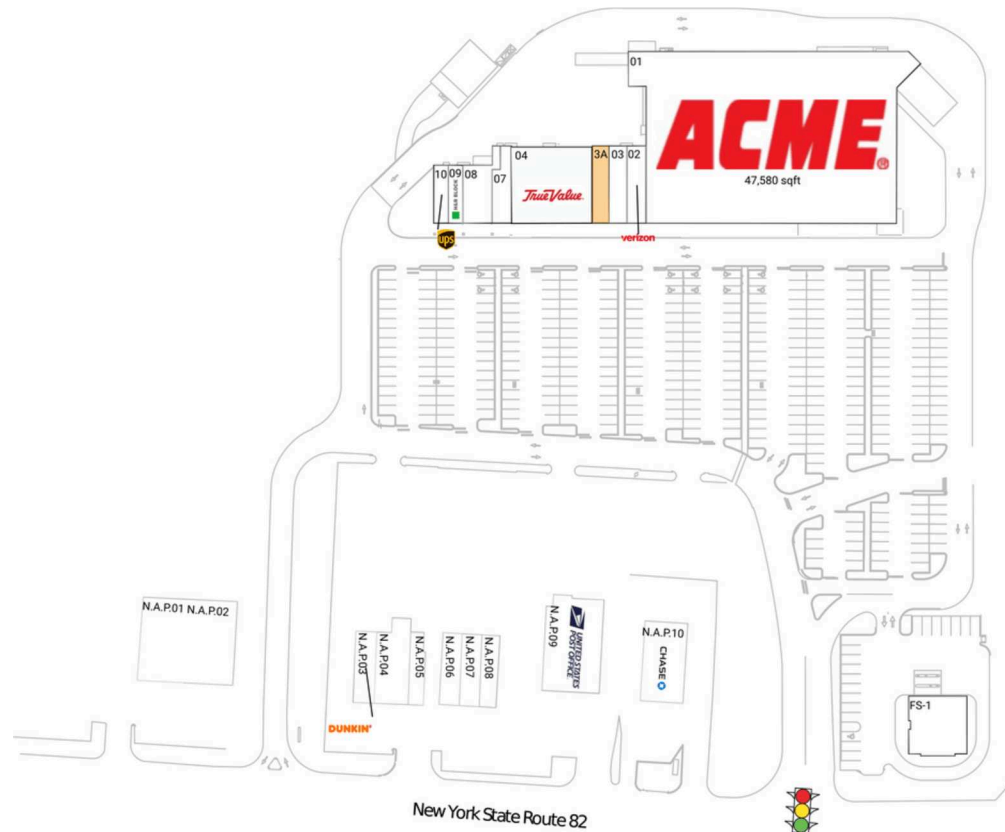 01
ACME
47,580 sqft
04
3A
03
02
10
09
08
07
H&R BLOCK
TrueValue
ups
verizon
N.A.P.01 N.A.P.02
N.A.P.03
N.A.P.04
N.A.P.05
N.A.P.06
N.A.P.07
N.A.P.08
N.A.P.09
UNITED STATES
POST OFFICE
N.A.P.10
CHASE
FS-1
DUNKIN'
New York State Route 82